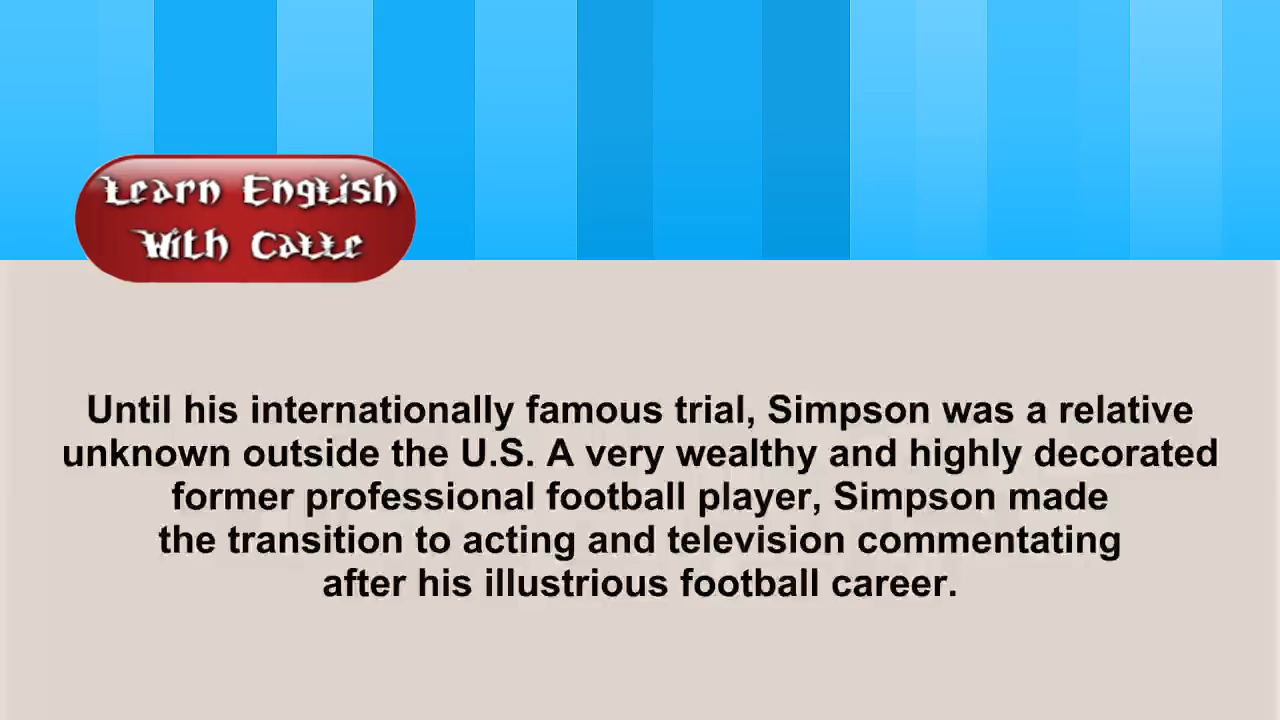 Learn English
With Calle
Until his internationally famous trial, Simpson was a relative
unknown outside the U.S. A very wealthy and highly decorated
former professional football player, Simpson made
the transition to acting and television commentating
after his illustrious football career.